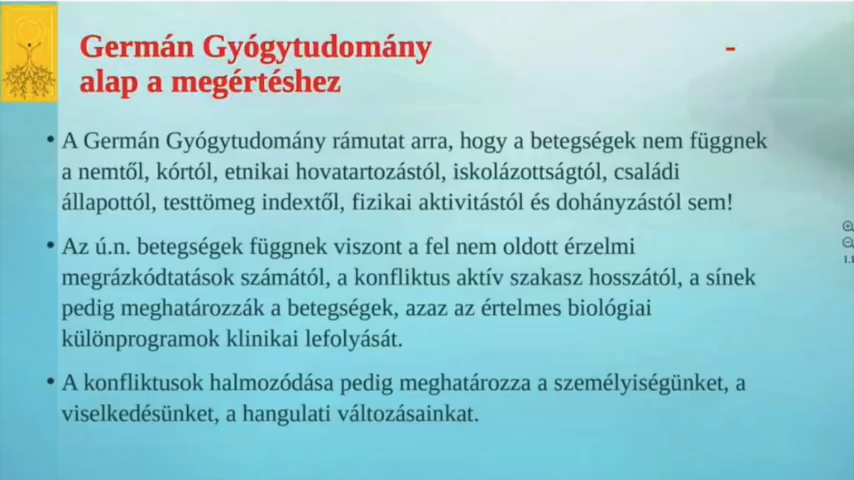 Germán Gyógytudomány -
alap a megértéshez
• A Germán Gyógytudomány rámutat arra, hogy a betegségek nem függnek
a nemtől, kórtól, etnikai hovatartozástól, iskolázottságtól, családi
állapottól, testtömeg indextől, fizikai aktivitástól és dohányzástól sem!
• Az ú.n. betegségek függnek viszont a fel nem oldott érzelmi
megrázkódtatások számától, a konfliktus aktív szakasz hosszától, a sínek
pedig meghatározzák a betegségek, azaz az értelmes biológiai
különprogramok klinikai lefolyását.
• A konfliktusok halmozódása pedig meghatározza a személyiségünket, a
viselkedésünket, a hangulati változásainkat.